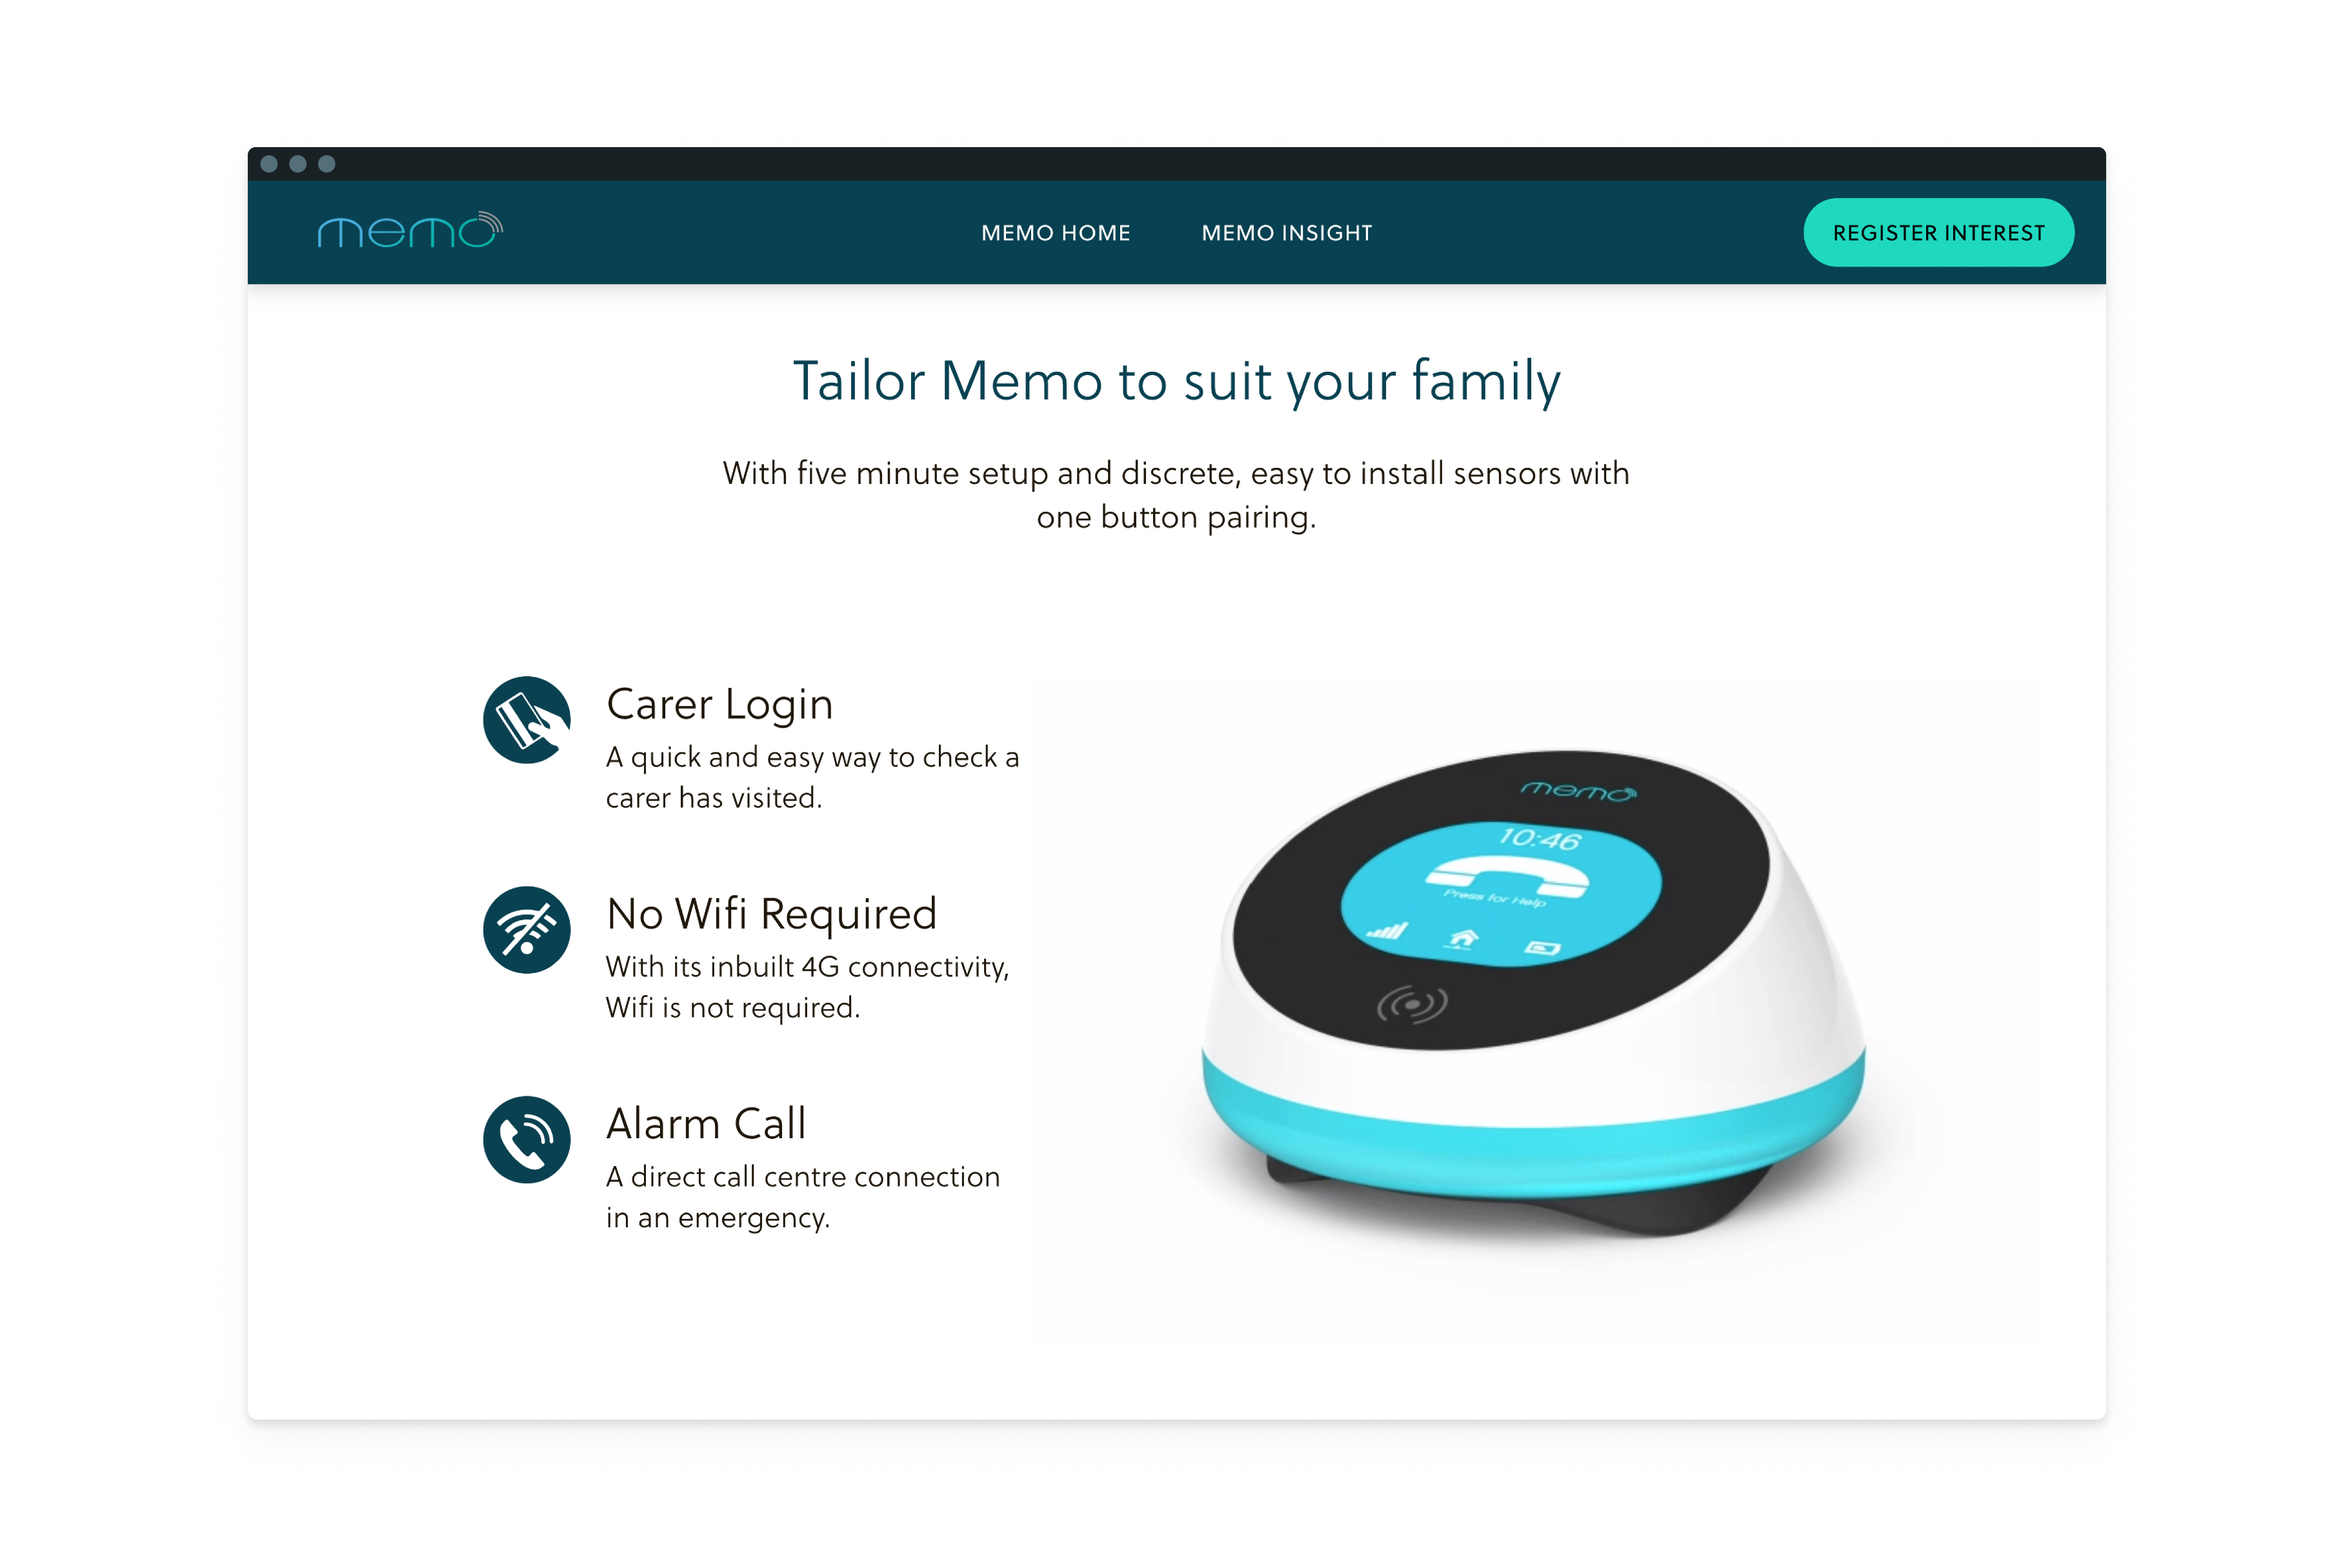 memo
MEMO HOME
MEMO INSIGHT
REGISTER INTEREST
Tailor Memo to suit your family
With five minute setup and discrete, easy to install sensors with
one button pairing.
Carer Login
A quick and easy way to check a
carer has visited.
No Wifi Required
With its inbuilt 4G connectivity,
Wifi is not required.
Alarm Call
A direct call centre connection
in an emergency.
memo
10:46
Press for Help